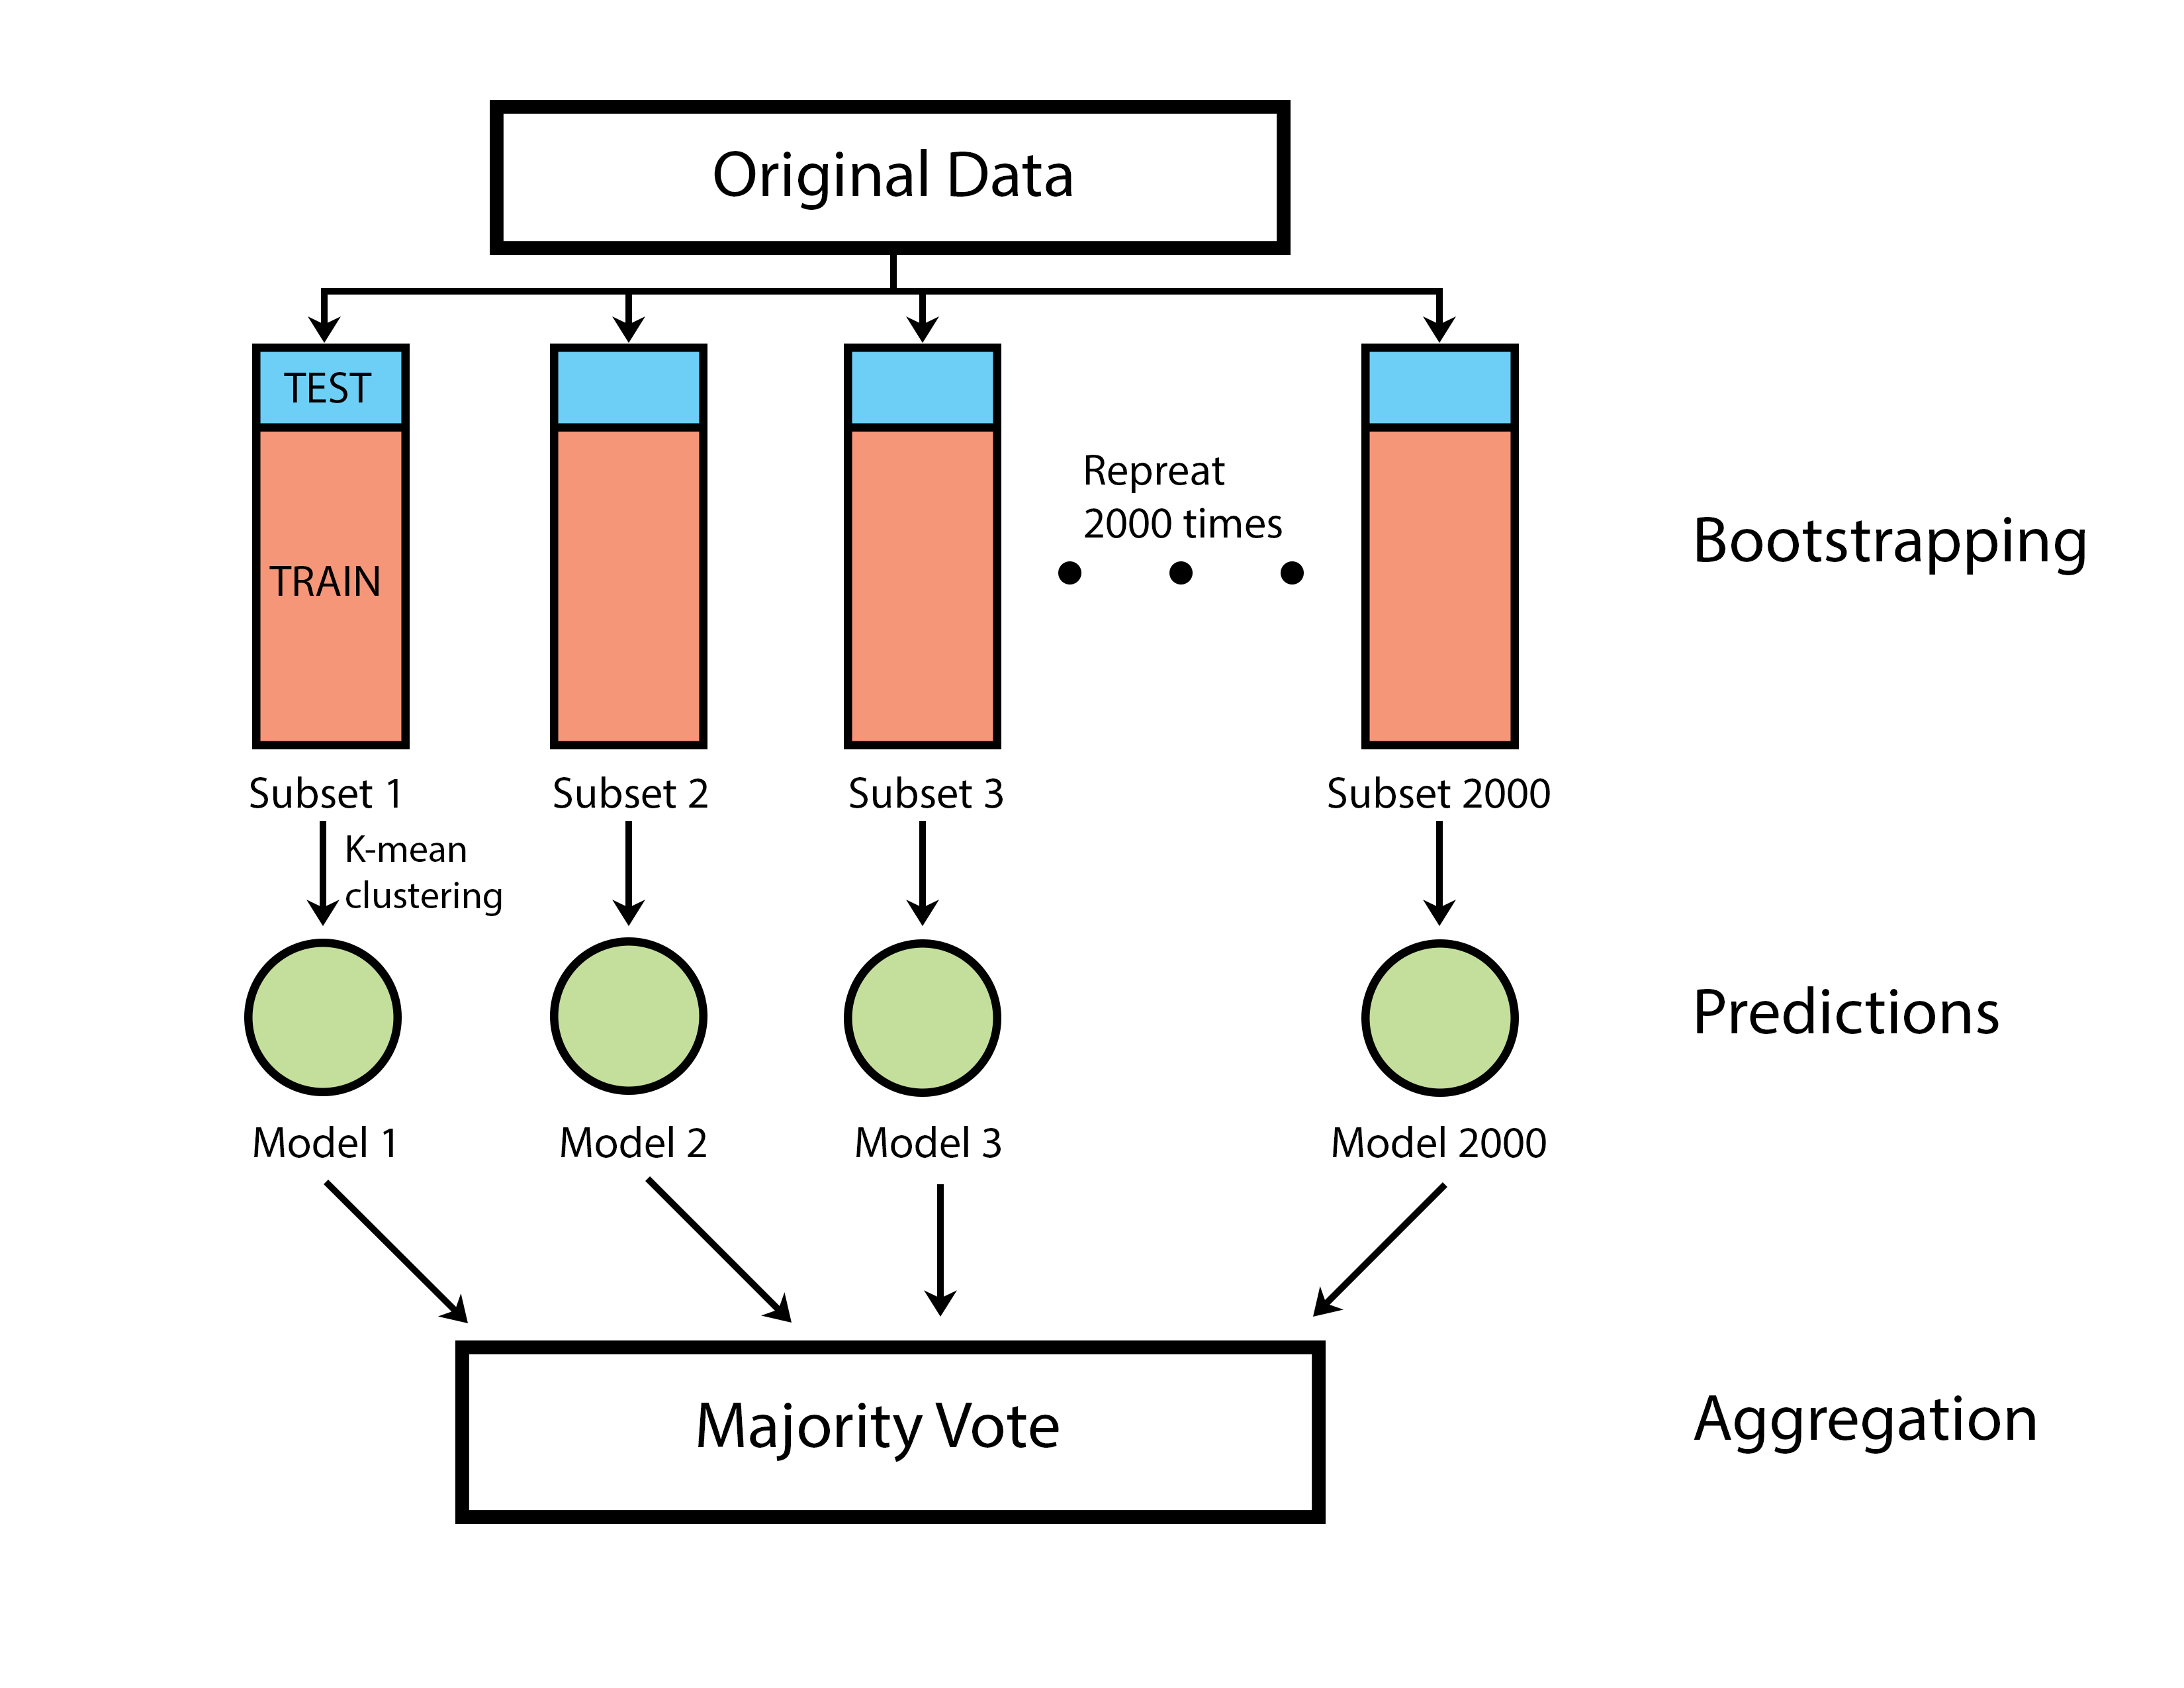 Original Data
TEST
TRAIN
Repreat
2000 times
Bootstrapping
Subset 1
Subset 2
Subset 3
Subset 2000
K-mean
clustering
Predictions
Model 1
Model 2
Model 3
Model 2000
Majority Vote
Aggregation